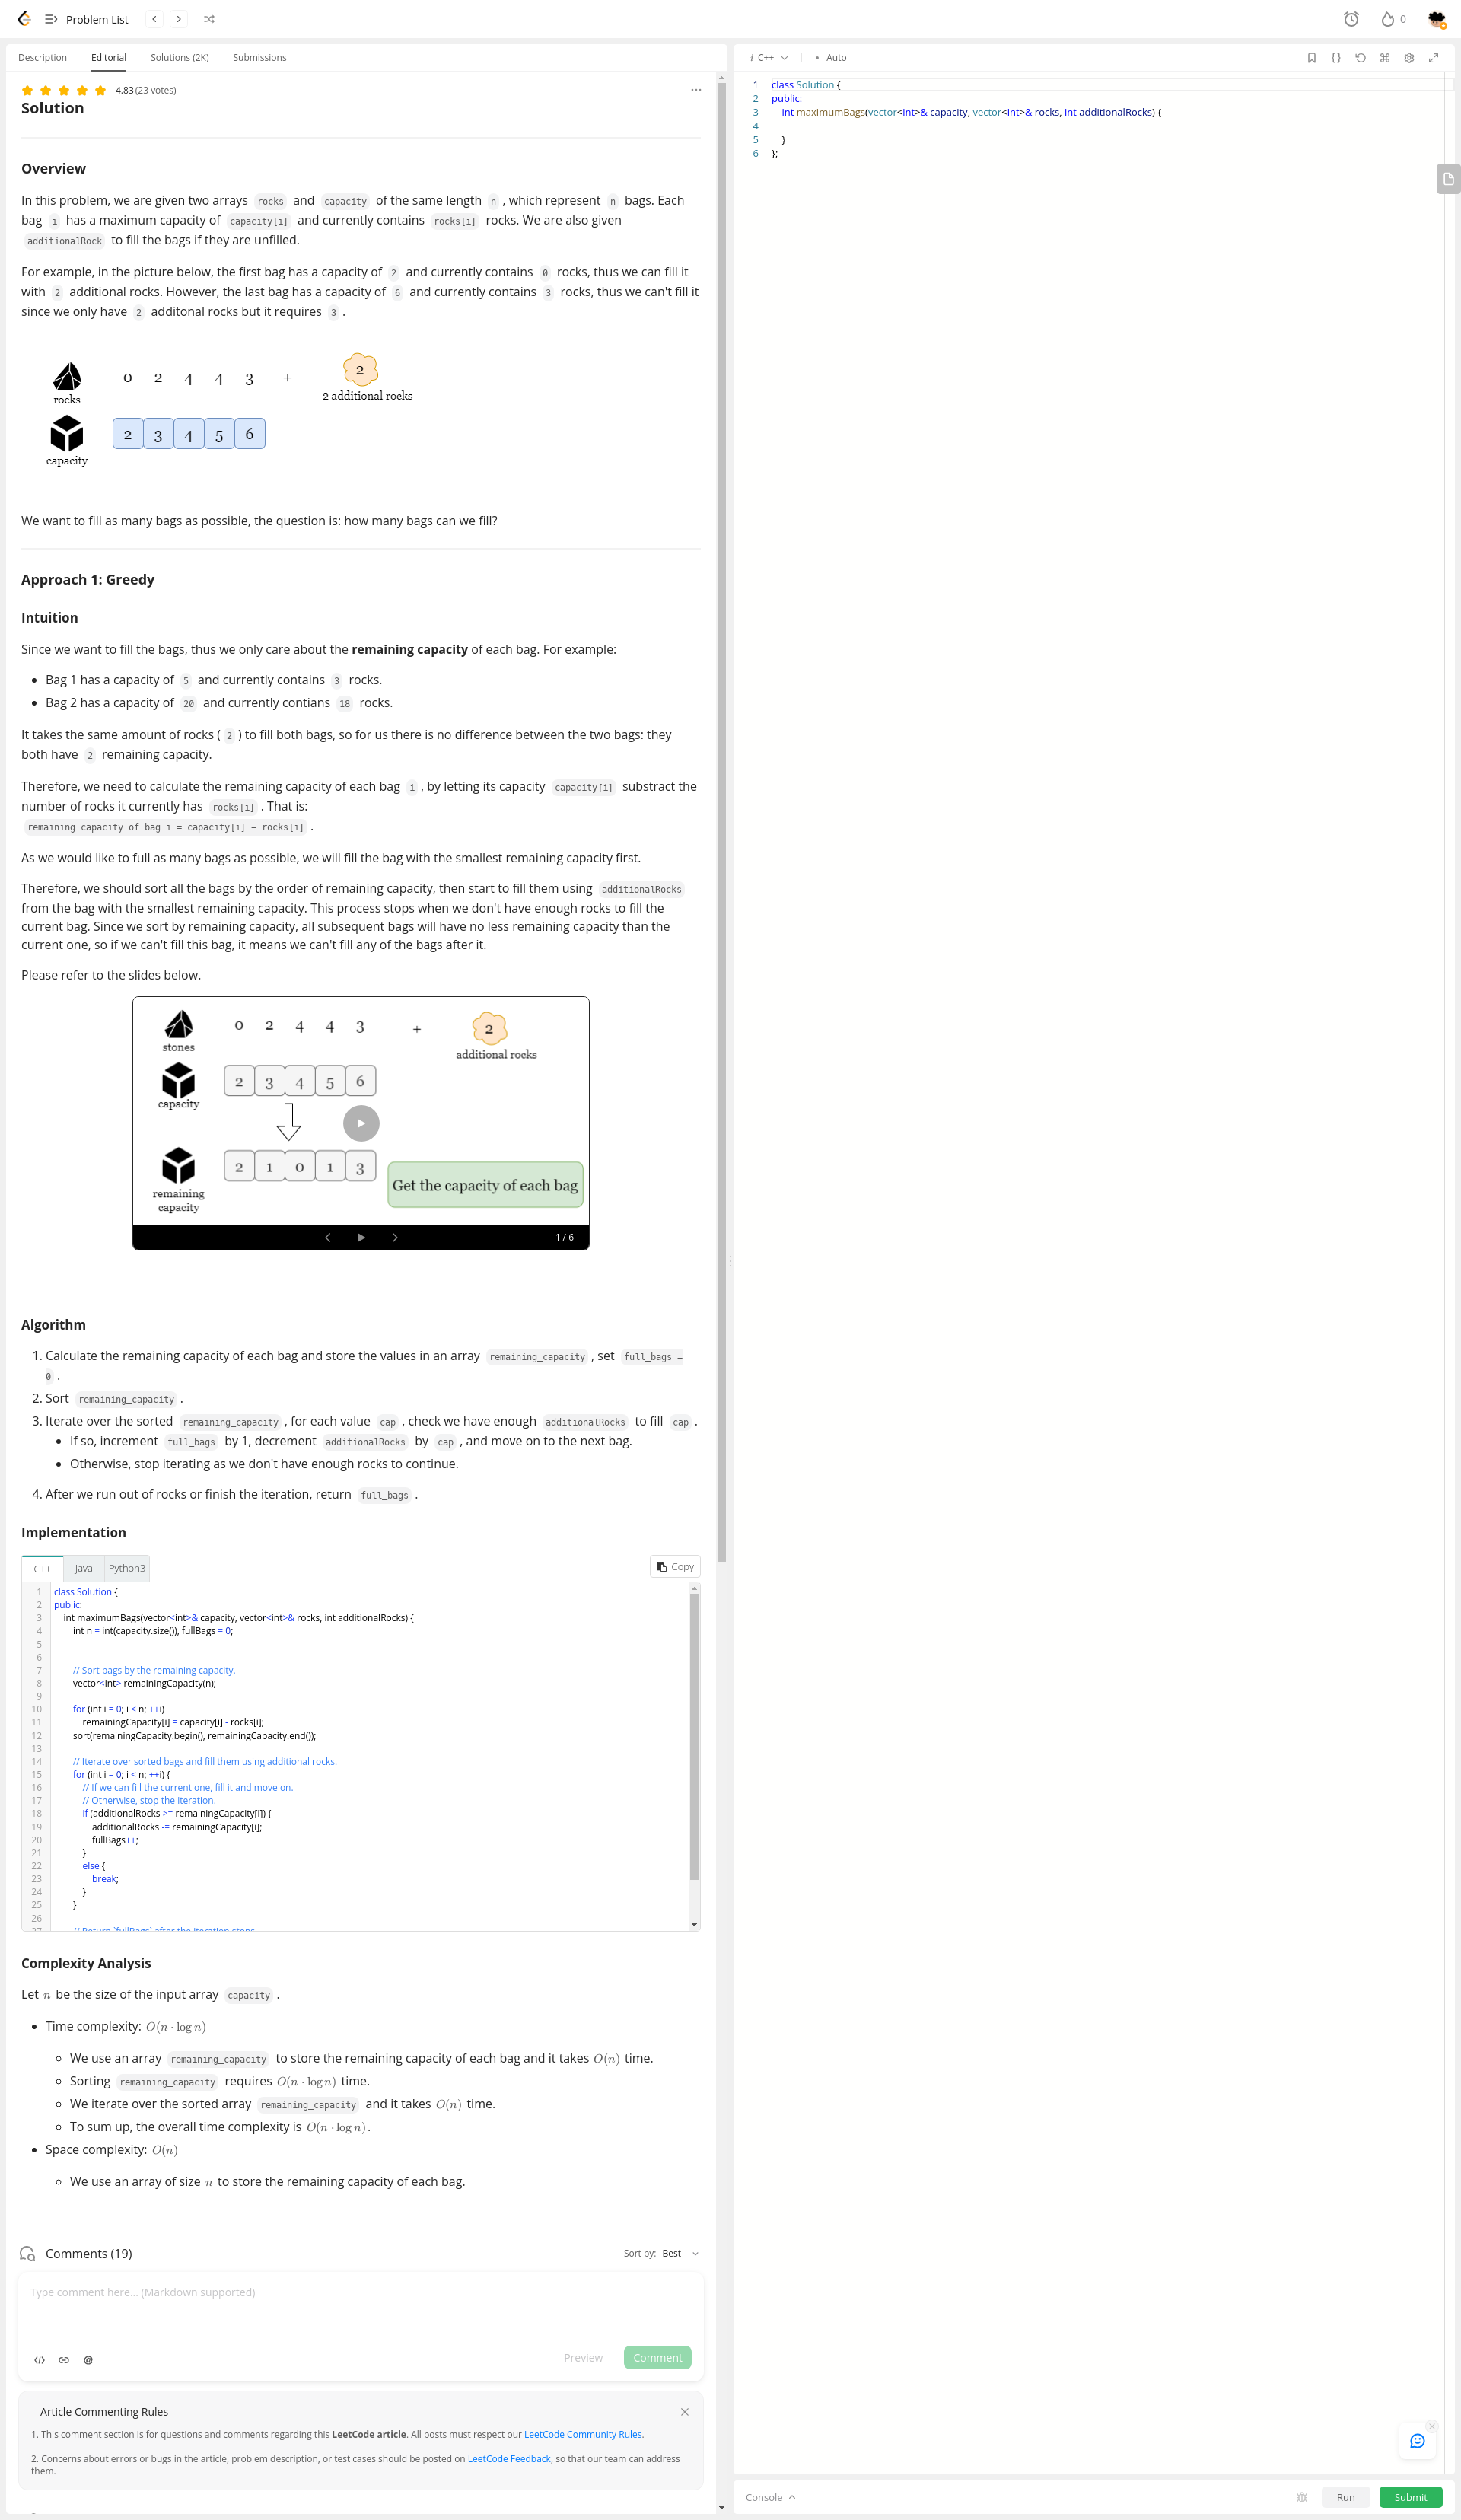 Problem List
0
Description Editorial Solutions (2K) Submissions
4.83 (23 votes)
Solution
Overview
In this problem, we are given two arrays rocks and capacity of the same length n , which represent n bags. Each
bag i has a maximum capacity of capacity[i] and currently contains rocks[i] rocks. We are also given
additionalRock to fill the bags if they are unfilled.
For example, in the picture below, the first bag has a capacity of 2 and currently contains 0 rocks, thus we can fill it
with 2 additional rocks. However, the last bag has a capacity of 6 and currently contains 3 rocks, thus we can't fill it
since we only have 2 additonal rocks but it requires 3 .
0 2 4 4 3 + 2
rocks
2 additional rocks
2 3 4 5 6
capacity
We want to fill as many bags as possible, the question is: how many bags can we fill?
Approach 1: Greedy
Intuition
Since we want to fill the bags, thus we only care about the remaining capacity of each bag. For example:
• Bag 1 has a capacity of 5 and currently contains 3 rocks.
• Bag 2 has a capacity of 20 and currently contians 18 rocks.
It takes the same amount of rocks ( 2 ) to fill both bags, so for us there is no difference between the two bags: they
both have 2 remaining capacity.
Therefore, we need to calculate the remaining capacity of each bag i , by letting its capacity capacity[i] substract the
number of rocks it currently has rocks[i] . That is:
remaining capacity of bag i = capacity[i] − rocks[i] .
As we would like to full as many bags as possible, we will fill the bag with the smallest remaining capacity first.
Therefore, we should sort all the bags by the order of remaining capacity, then start to fill them using additionalRocks
from the bag with the smallest remaining capacity. This process stops when we don't have enough rocks to fill the
current bag. Since we sort by remaining capacity, all subsequent bags will have no less remaining capacity than the
current one, so if we can't fill this bag, it means we can't fill any of the bags after it.
Please refer to the slides below.
0 2 4 4 3 + 2
stones
additional rocks
2 3 4 5 6
capacity
2 1 0 1 3
Get the capacity of each bag
remaining
capacity
1 / 6
Algorithm
1. Calculate the remaining capacity of each bag and store the values in an array remaining_capacity , set full_bags =
0 .
2. Sort remaining_capacity .
3. Iterate over the sorted remaining_capacity , for each value cap , check we have enough additionalRocks to fill cap .
• If so, increment full_bags by 1, decrement additionalRocks by cap , and move on to the next bag.
• Otherwise, stop iterating as we don't have enough rocks to continue.
4. After we run out of rocks or finish the iteration, return full_bags .
Implementation
C++ Java Python3 Copy
1 class Solution {
2 public:
3 int maximumBags(vector<int>& capacity, vector<int>& rocks, int additionalRocks) {
4 int n = int(capacity.size()), fullBags = 0;
5
6
7 // Sort bags by the remaining capacity.
8 vector<int> remainingCapacity(n);
9
10 for (int i = 0; i < n; ++i)
11 remainingCapacity[i] = capacity[i] - rocks[i];
12 sort(remainingCapacity.begin(), remainingCapacity.end());
13
14 // Iterate over sorted bags and fill them using additional rocks.
15 for (int i = 0; i < n; ++i) {
16 // If we can fill the current one, fill it and move on.
17 // Otherwise, stop the iteration.
18 if (additionalRocks >= remainingCapacity[i]) {
19 additionalRocks -= remainingCapacity[i];
20 fullBags++;
21 }
22 else {
23 break;
24 }
25 }
26
27 // Return `fullBags` after the iteration stops
Complexity Analysis
Let n be the size of the input array capacity .
• Time complexity: O(n · log n)
We use an array remaining_capacity to store the remaining capacity of each bag and it takes O(n) time.
Sorting remaining_capacity requires O(n · log n) time.
We iterate over the sorted array remaining_capacity and it takes O(n) time.
To sum up, the overall time complexity is O(n · log n).
• Space complexity: O(n)
We use an array of size n to store the remaining capacity of each bag.
Comments (19) Sort by: Best
Type comment here... (Markdown supported)
Preview Comment
Article Commenting Rules
1. This comment section is for questions and comments regarding this LeetCode article. All posts must respect our LeetCode Community Rules.
2. Concerns about errors or bugs in the article, problem description, or test cases should be posted on LeetCode Feedback, so that our team can address
them.
i C++ • Auto
1 class Solution {
2 public:
3 int maximumBags(vector<int>& capacity, vector<int>& rocks, int additionalRocks) {
4
5 }
6 };
Console Run Submit